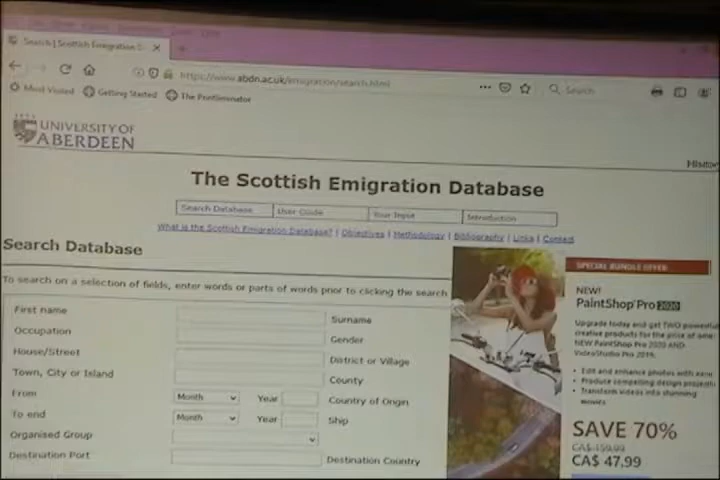 Search | Scottish Emigration D
https://www.abdn.ac.uk/emigration/search.html
Search
Most Visited
Getting Started
The Printliminator
UNIVERSITY OF
ABERDEEN
History
The Scottish Emigration Database
Search Database
User Guide
Your Input
Introduction
What is the Scottish Emigration Database? | Objectives | Methodology | Bibliography | Links | Contact
Search Database
To search on a selection of fields, enter words or parts of words prior to clicking the search
First name
Surname
Occupation
Gender
House/Street
District or Village
Town, City or Island
County
From
Month
Year
Country of Origin
To end
Month
Year
Ship
Organised Group
Destination Port
Destination Country
SPECIAL BUNDLE OFFER
NEW!
PaintShop Pro 2020
Upgrade today and get TWO powerful
creative products for the price of one
NEW PaintShop Pro 2020 AND
VideoStudio Pro 2019.
• Edit and enhance photos with ease
• Produce compelling design projects
• Transform videos into stunning
movies
SAVE 70%
CA$ 159.99
CA$ 47.99